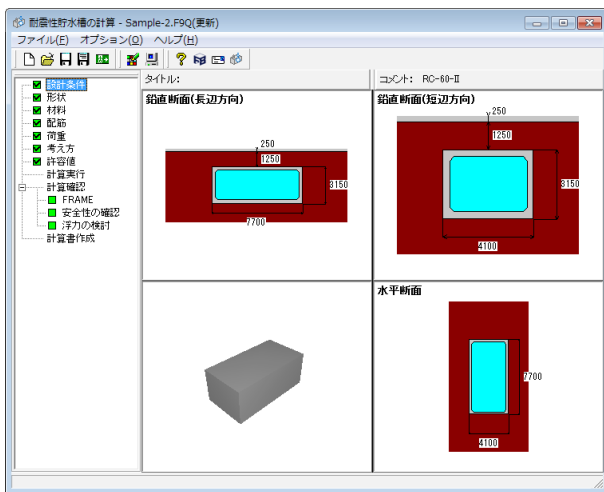 耐震性貯水槽の計算 - Sample-2.F9Q(更新)
ファイル(F) オプション(O) ヘルプ(H)
タイトル:
コメント: RC-60-Ⅱ
設計条件
形状
材料
配筋
荷重
考え方
許容値
計算実行
計算確認
FRAME
安全性の確認
浮力の検討
計算書作成
鉛直断面(長辺方向)
250
1250
3150
7700
鉛直断面(短辺方向)
250
1250
3150
4100
水平断面
7700
4100